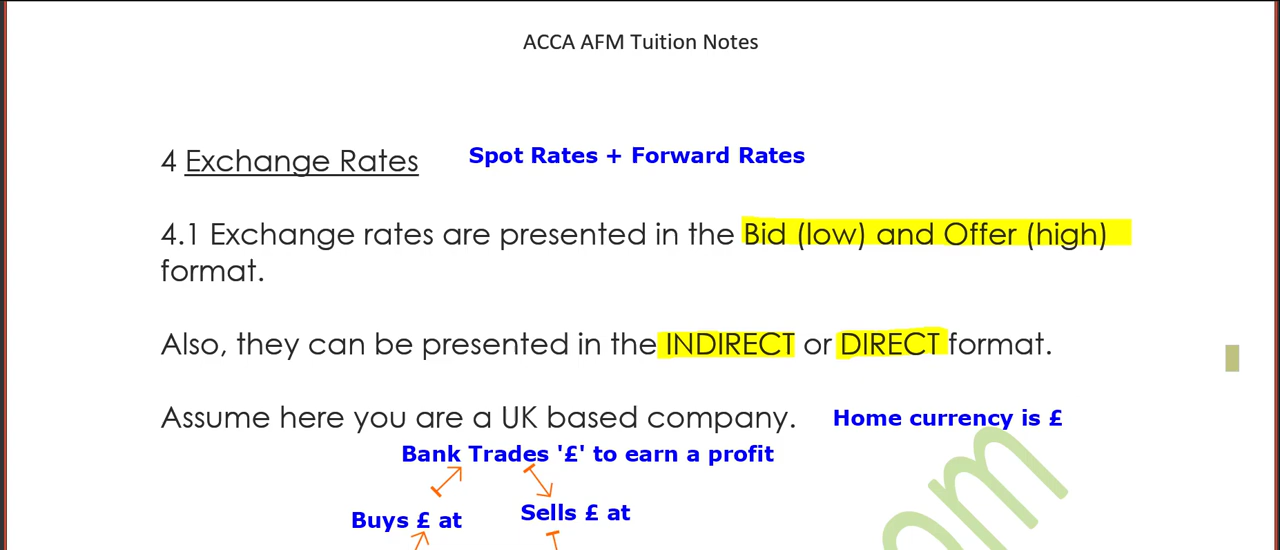 ACCA AFM Tuition Notes
4 Exchange Rates Spot Rates + Forward Rates
4.1 Exchange rates are presented in the Bid (low) and Offer (high)
format.
Also, they can be presented in the INDIRECT or DIRECT format.
Assume here you are a UK based company. Home currency is £
Bank Trades '£' to earn a profit
Buys £ at Sells £ at
om